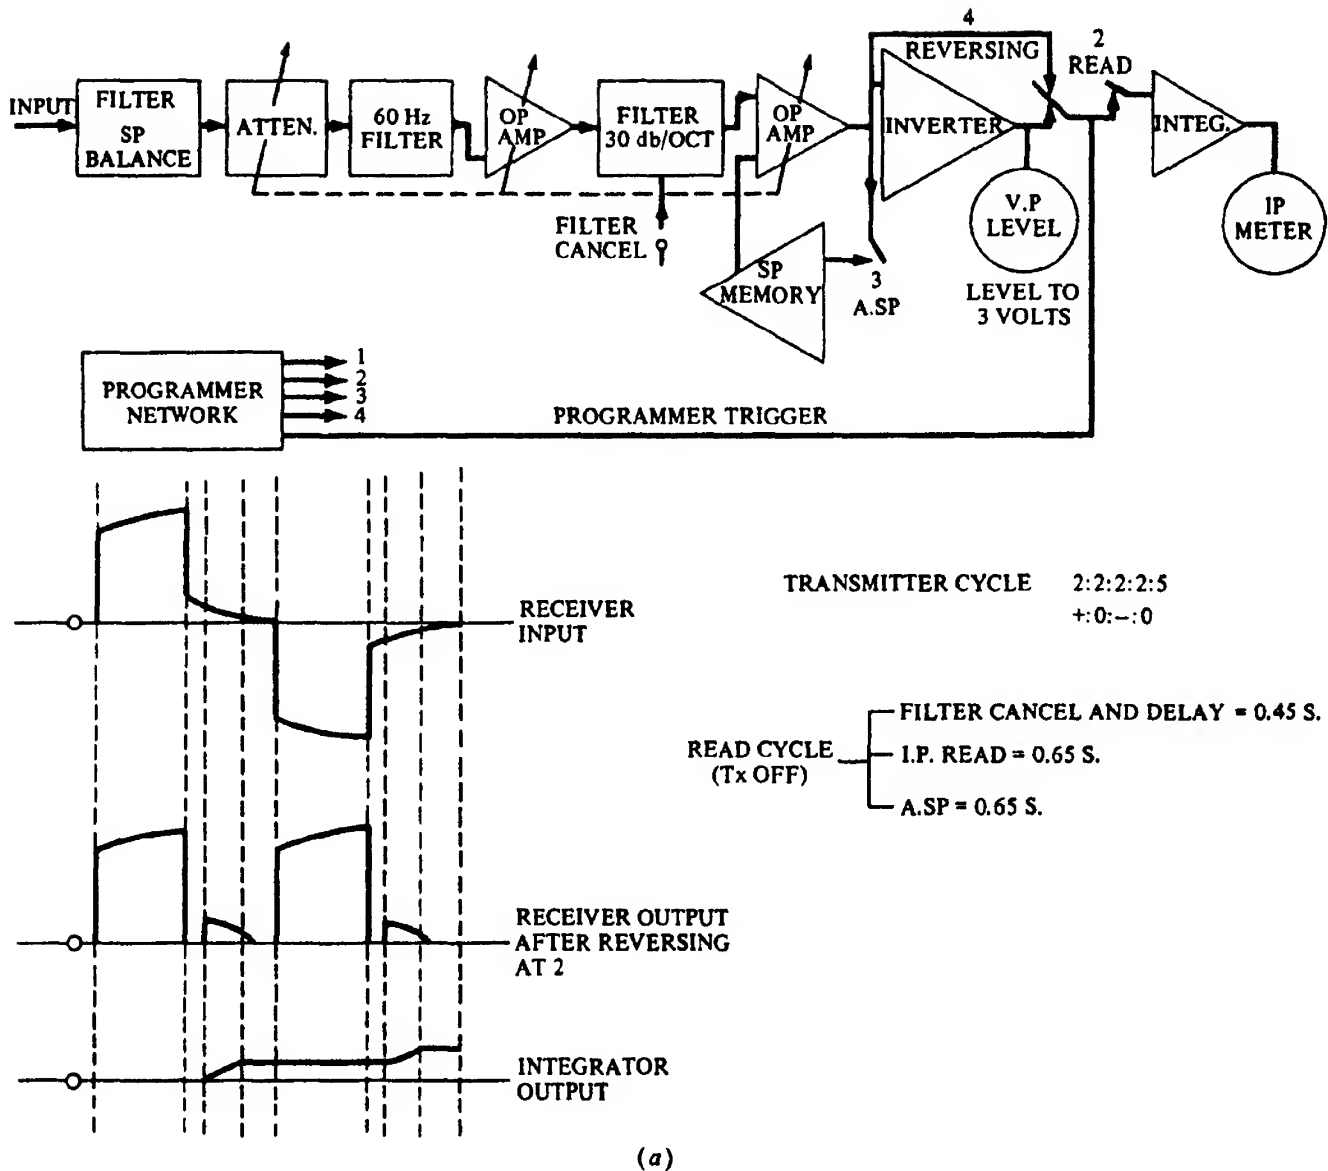 4
REVERSING
2
READ
INPUT
FILTER
SP
BALANCE
ATTEN.
60 Hz
FILTER
OP
AMP
FILTER
30 db/OCT
OP
AMP
INVERTER
INTEG.
V.P
LEVEL
IP
METER
FILTER
CANCEL
SP
MEMORY
3
A.SP
LEVEL TO
3 VOLTS
PROGRAMMER
NETWORK
1
2
3
4
PROGRAMMER TRIGGER
RECEIVER
INPUT
TRANSMITTER CYCLE 2:2:2:2:5
+:0:–:0
READ CYCLE
(Tx OFF)
FILTER CANCEL AND DELAY = 0.45 S.
I.P. READ = 0.65 S.
A.SP = 0.65 S.
RECEIVER OUTPUT
AFTER REVERSING
AT 2
INTEGRATOR
OUTPUT
(a)